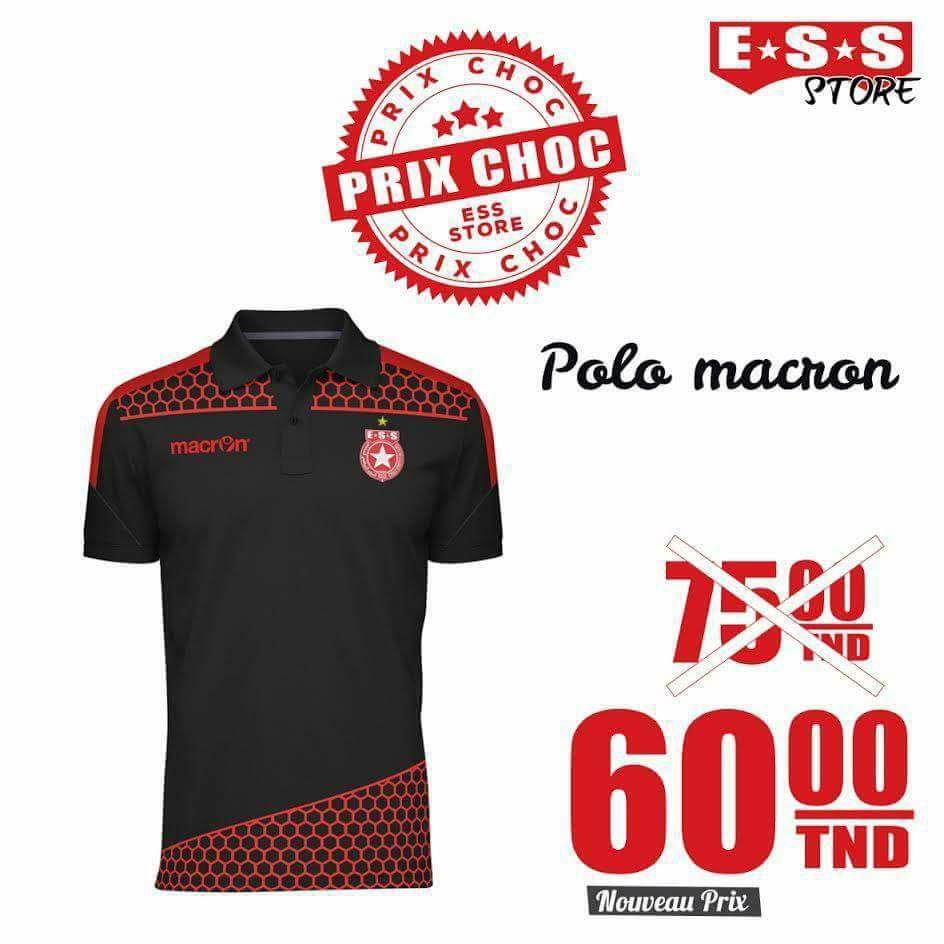 E★S★S
STORE
PRIX CHOC
PRIX CHOC
ESS
STORE
PRIX CHOC
Polo macron
macron
E★S★S
75 00
TND
60 00
TND
Nouveau Prix